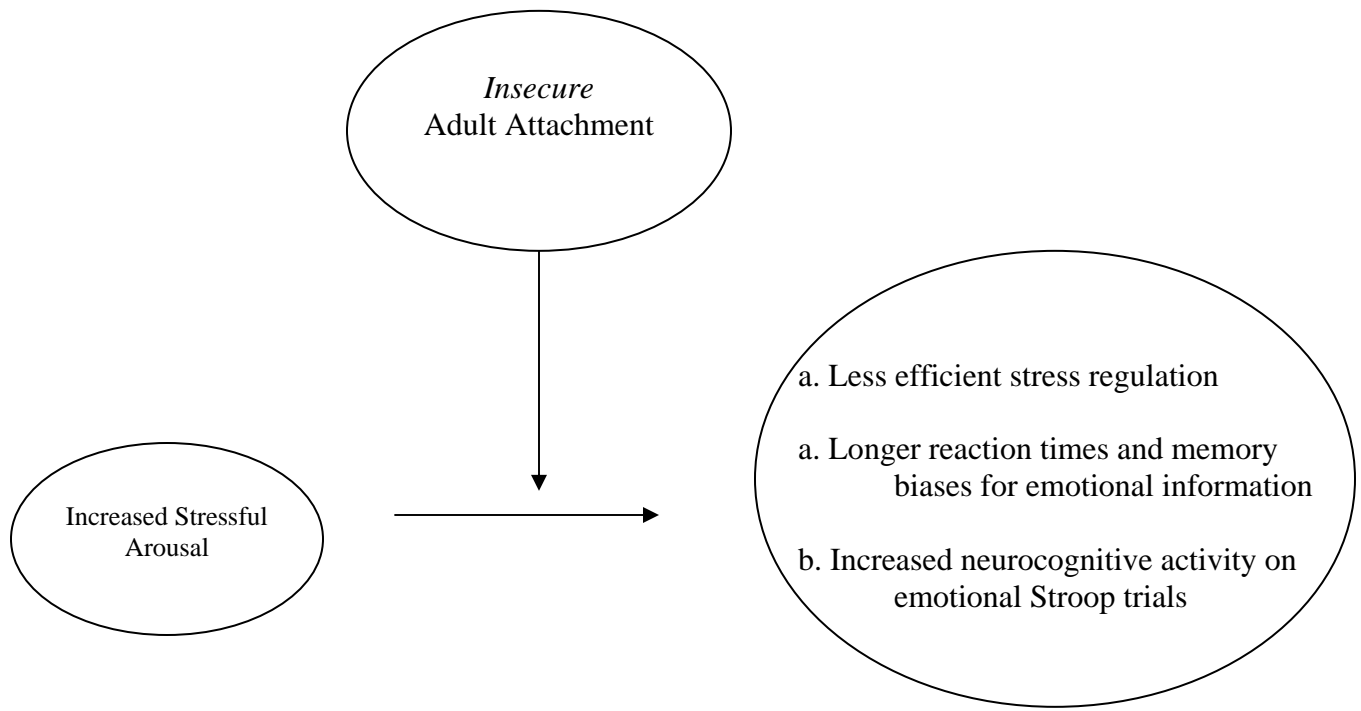 Insecure
Adult Attachment
Increased Stressful
Arousal
a. Less efficient stress regulation
a. Longer reaction times and memory
biases for emotional information
b. Increased neurocognitive activity on
emotional Stroop trials